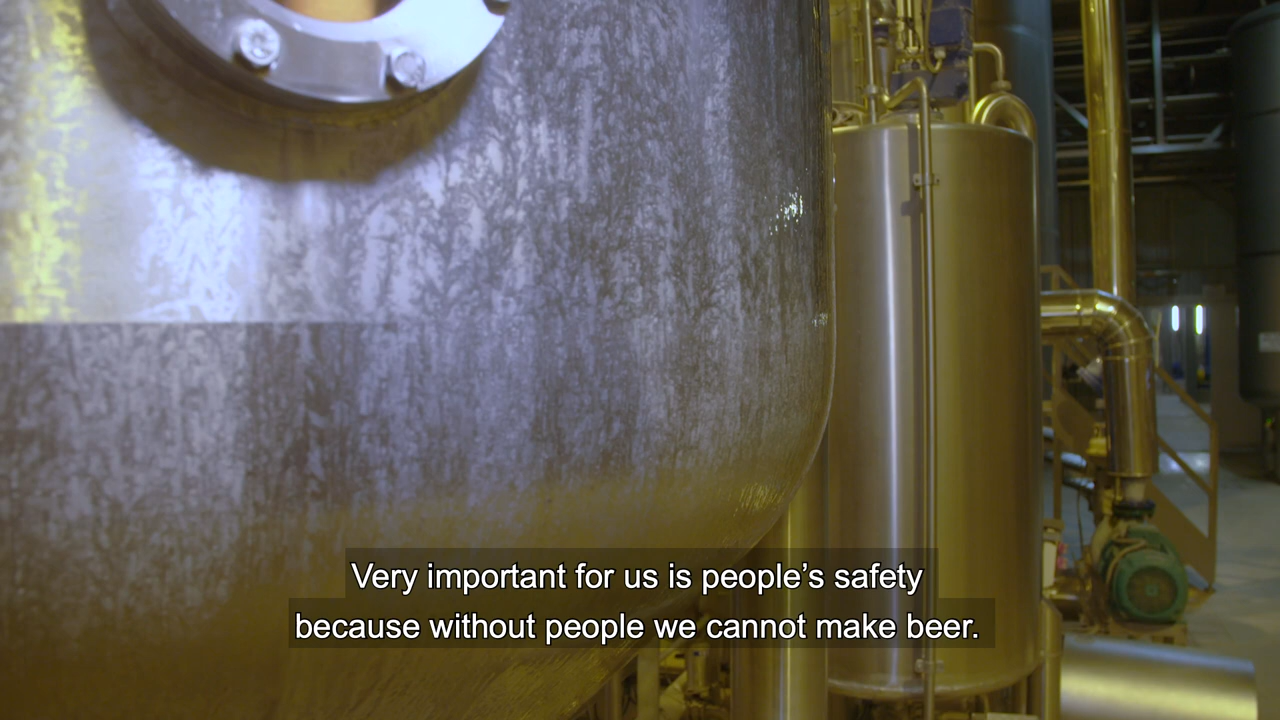 Very important for us is people’s safety
because without people we cannot make beer.